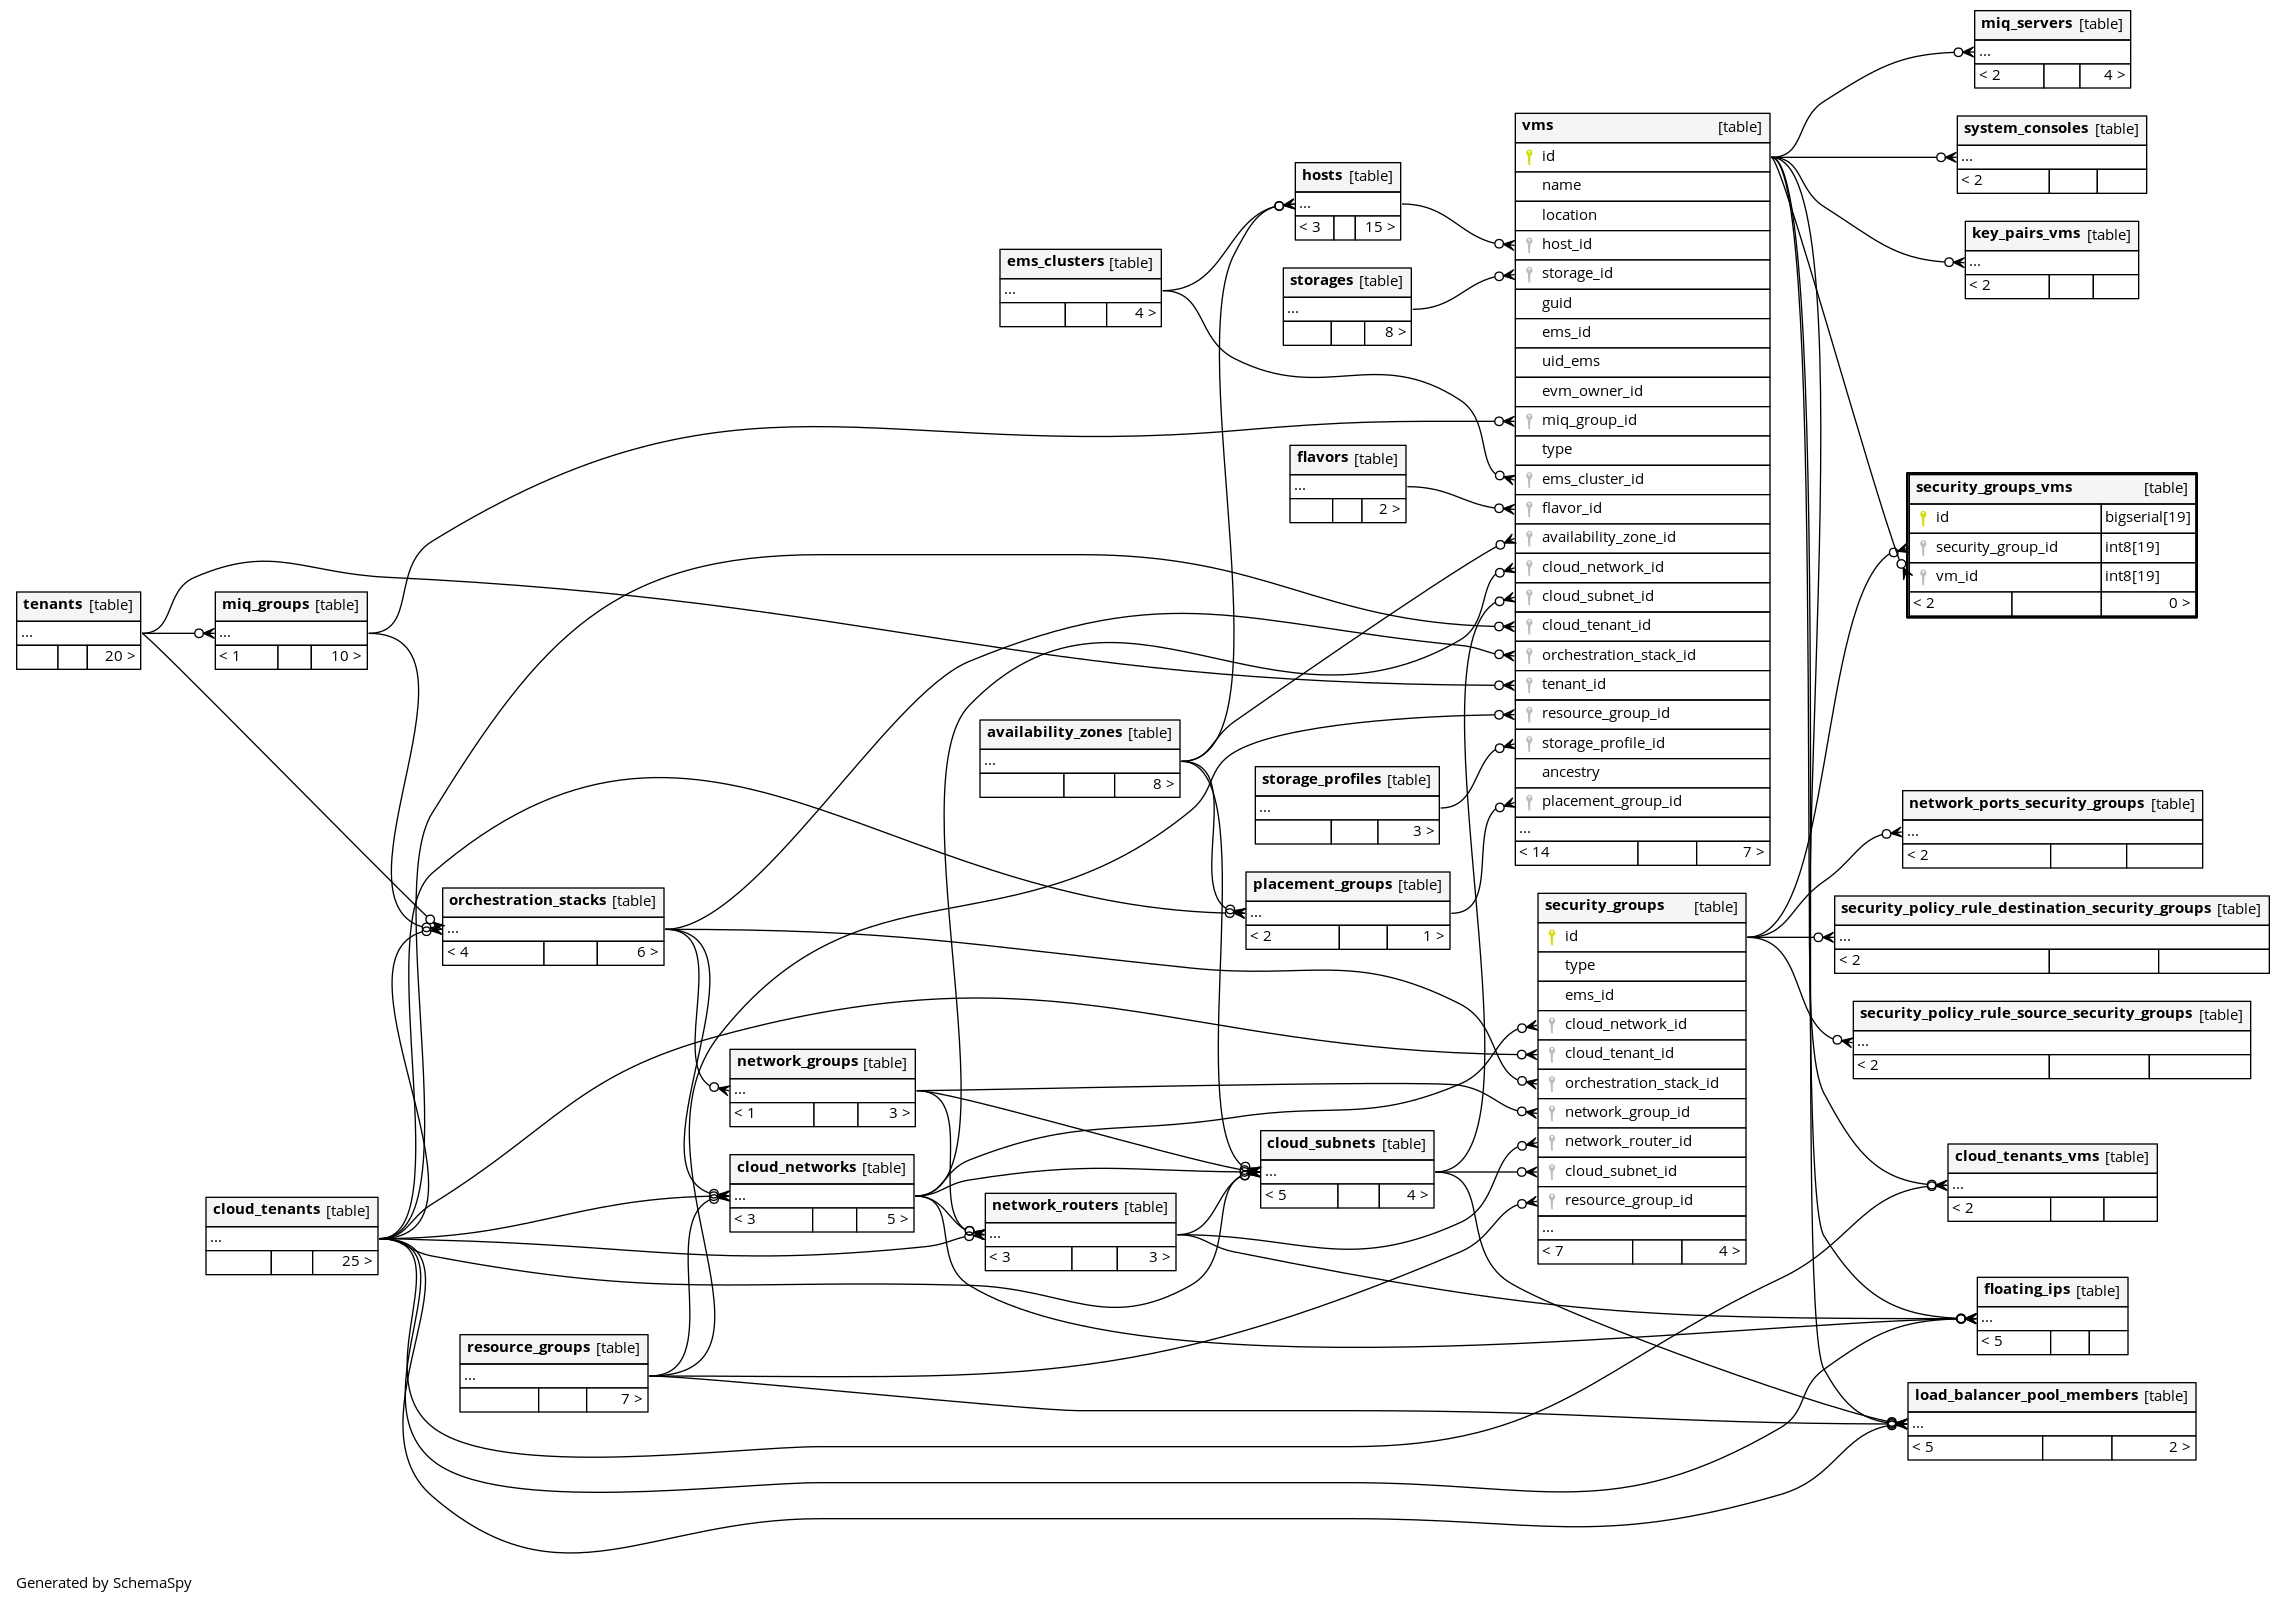 miq_servers [table]
...
< 2 4 >
system_consoles [table]
...
< 2
key_pairs_vms [table]
...
< 2
vms [table]
id
name
location
host_id
storage_id
guid
ems_id
uid_ems
evm_owner_id
miq_group_id
type
ems_cluster_id
flavor_id
availability_zone_id
cloud_network_id
cloud_subnet_id
cloud_tenant_id
orchestration_stack_id
tenant_id
resource_group_id
storage_profile_id
ancestry
placement_group_id
...
< 14 7 >
hosts [table]
...
< 3 15 >
ems_clusters [table]
...
4 >
storages [table]
...
8 >
flavors [table]
...
2 >
security_groups_vms [table]
id bigserial[19]
security_group_id int8[19]
vm_id int8[19]
< 2 0 >
tenants [table]
...
20 >
miq_groups [table]
...
< 1 10 >
availability_zones [table]
...
8 >
storage_profiles [table]
...
3 >
placement_groups [table]
...
< 2 1 >
orchestration_stacks [table]
...
< 4 6 >
security_groups [table]
id
type
ems_id
cloud_network_id
cloud_tenant_id
orchestration_stack_id
network_group_id
network_router_id
cloud_subnet_id
resource_group_id
...
< 7 4 >
network_ports_security_groups [table]
...
< 2
security_policy_rule_destination_security_groups [table]
...
< 2
security_policy_rule_source_security_groups [table]
...
< 2
network_groups [table]
...
< 1 3 >
cloud_networks [table]
...
< 3 5 >
cloud_subnets [table]
...
< 5 4 >
network_routers [table]
...
< 3 3 >
cloud_tenants [table]
...
25 >
cloud_tenants_vms [table]
...
< 2
floating_ips [table]
...
< 5
resource_groups [table]
...
7 >
load_balancer_pool_members [table]
...
< 5 2 >
Generated by SchemaSpy